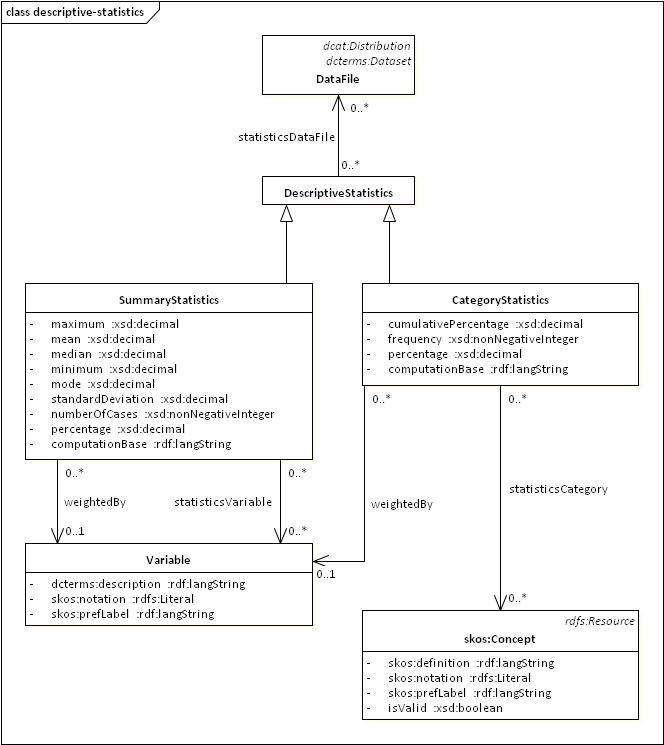 class descriptive-statistics
dcat:Distribution
dcterms:Dataset
DataFile
0..*
statisticsDataFile
0..*
DescriptiveStatistics
SummaryStatistics
- maximum :xsd:decimal
- mean :xsd:decimal
- median :xsd:decimal
- minimum :xsd:decimal
- mode :xsd:decimal
- standardDeviation :xsd:decimal
- numberOfCases :xsd:nonNegativeInteger
- percentage :xsd:decimal
- computationBase :rdf:langString
CategoryStatistics
- cumulativePercentage :xsd:decimal
- frequency :xsd:nonNegativeInteger
- percentage :xsd:decimal
- computationBase :rdf:langString
0..*
0..*
0..*
0..*
weightedBy
statisticsVariable
weightedBy
statisticsCategory
0..1
0..*
0..1
0..*
Variable
- dcterms:description :rdf:langString
- skos:notation :rdfs:Literal
- skos:prefLabel :rdf:langString
rdfs:Resource
skos:Concept
- skos:definition :rdf:langString
- skos:notation :rdfs:Literal
- skos:prefLabel :rdf:langString
- isValid :xsd:boolean